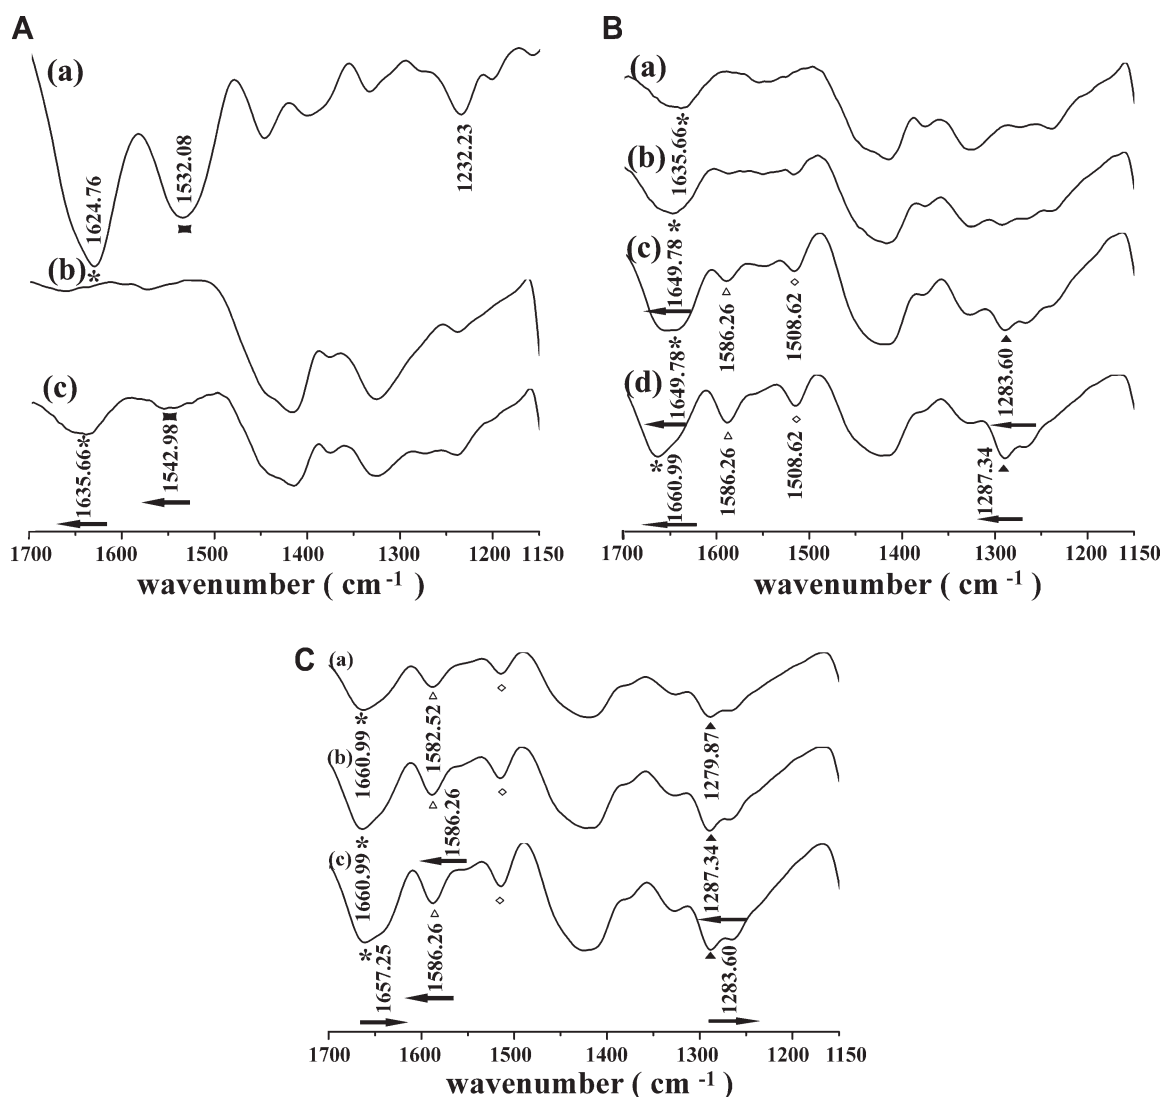 A
(a)
1624.76
1532.08
1232.23
(b)
(c)
1635.66
1542.98
1700 1600 1500 1400 1300 1200 1150
wavenumber ( cm -1 )
B
(a)
1635.66
(b)
1649.78
(c)
1586.26
1508.62
1283.60
1649.78
(d)
1660.99
1586.26
1508.62
1287.34
1700 1600 1500 1400 1300 1200 1150
wavenumber ( cm -1 )
C
(a)
1660.99
1582.52
1279.87
(b)
1660.99
1586.26
1287.34
(c)
1657.25
1586.26
1283.60
1700 1600 1500 1400 1300 1200 1150
wavenumber ( cm -1 )